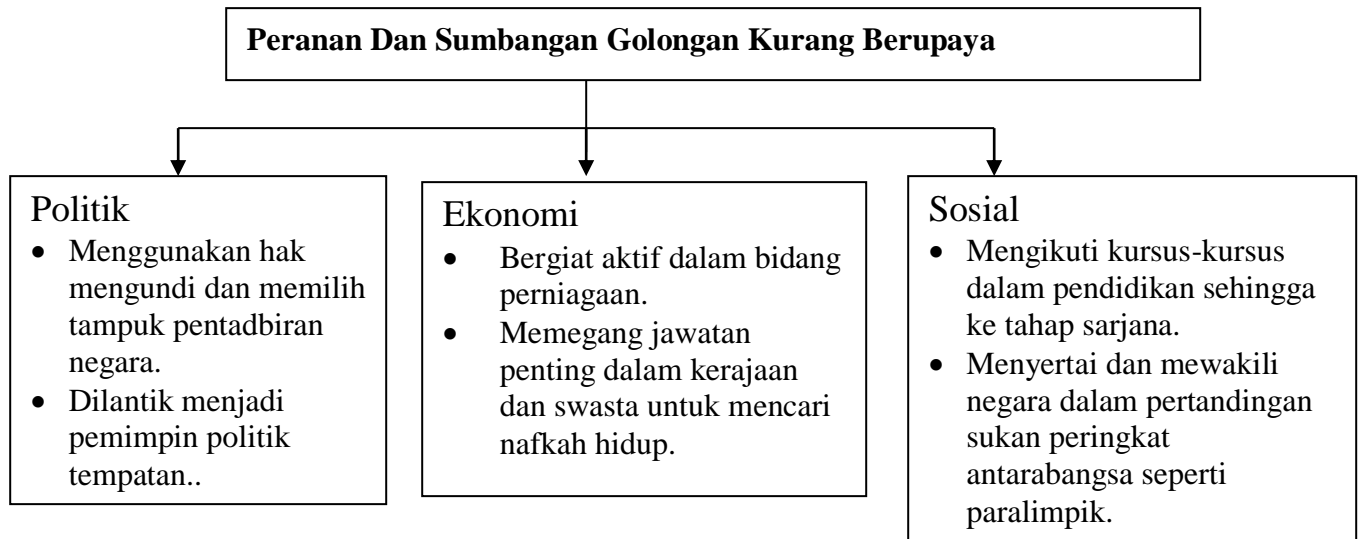 Peranan Dan Sumbangan Golongan Kurang Berupaya
Politik
• Menggunakan hak
mengundi dan memilih
tampuk pentadbiran
negara.
• Dilantik menjadi
pemimpin politik
tempatan..
Ekonomi
• Bergiat aktif dalam bidang
perniagaan.
• Memegang jawatan
penting dalam kerajaan
dan swasta untuk mencari
nafkah hidup.
Sosial
• Mengikuti kursus-kursus
dalam pendidikan sehingga
ke tahap sarjana.
• Menyertai dan mewakili
negara dalam pertandingan
sukan peringkat
antarabangsa seperti
paralimpik.